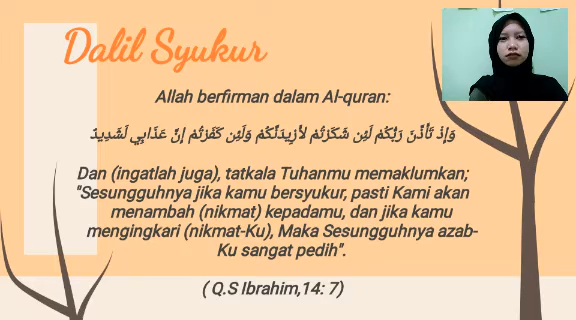 Dalil Syukur
Allah berfirman dalam Al-quran:
وَإِذْ تَأَذَّنَ رَبُّكُمْ لَئِن شَكَرْتُمْ لأَزِيدَنَّكُمْ وَلَئِن كَفَرْتُمْ إِنَّ عَذَابِي لَشَدِيدٌ
Dan (ingatlah juga), tatkala Tuhanmu memaklumkan;
"Sesungguhnya jika kamu bersyukur, pasti Kami akan
menambah (nikmat) kepadamu, dan jika kamu
mengingkari (nikmat-Ku), Maka Sesungguhnya azab-
Ku sangat pedih".
( Q.S Ibrahim,14: 7)